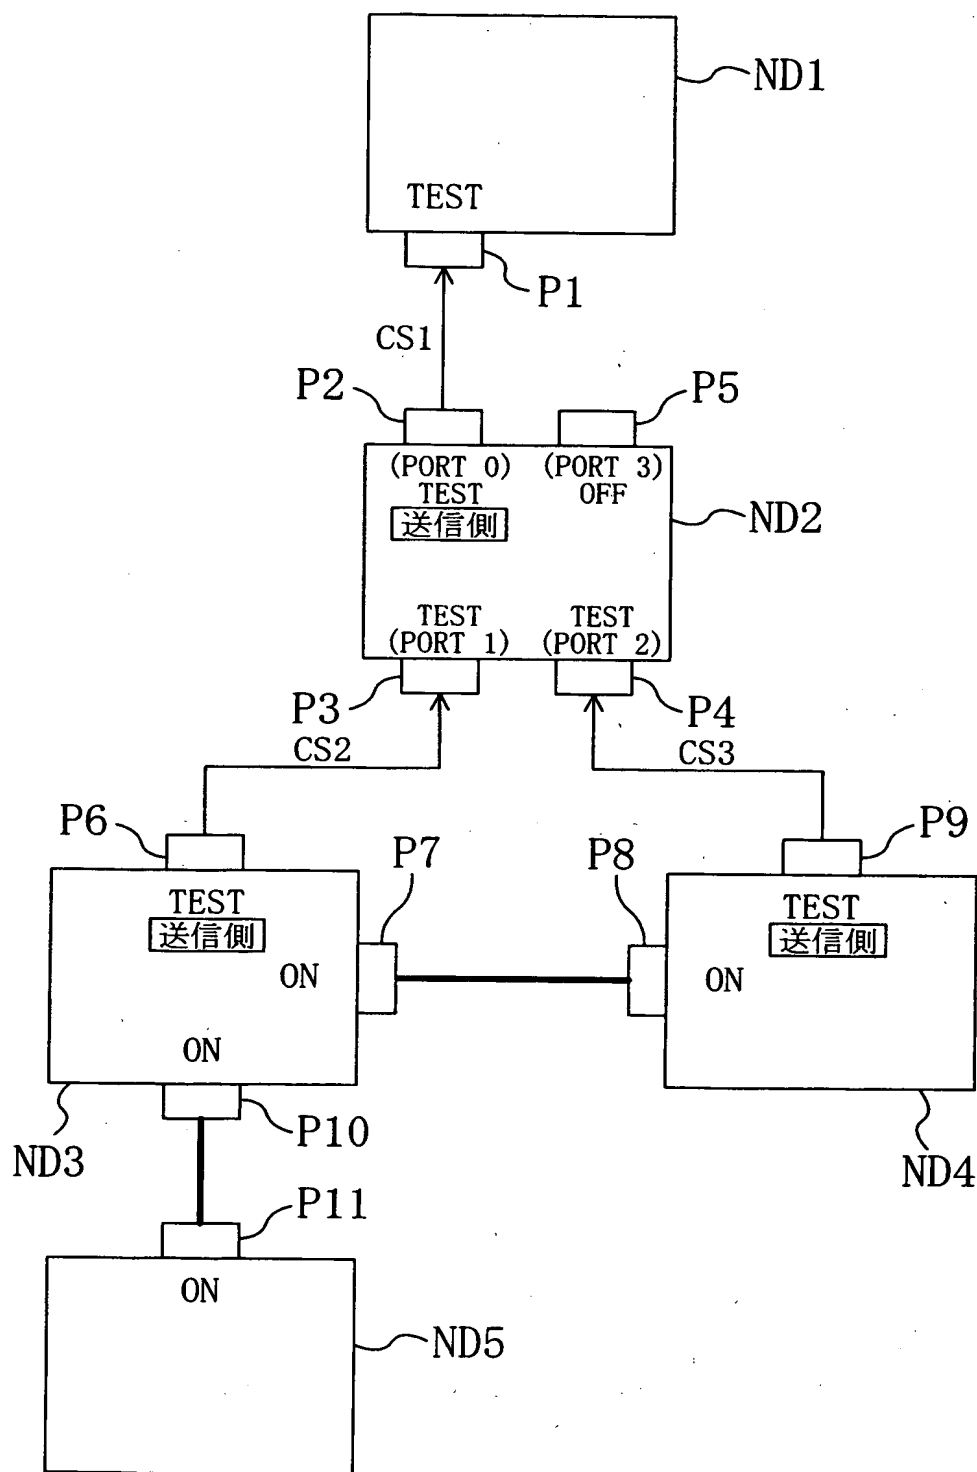 ND1
TEST
P1
CS1
P2
P5
(PORT 0)
(PORT 3)
TEST
OFF
送信側
ND2
TEST
TEST
(PORT 1)
(PORT 2)
P3
P4
CS2
CS3
P6
P7
P8
P9
TEST
送信側
TEST
送信側
ON
ON
ON
ND3
P10
ND4
P11
ON
ND5